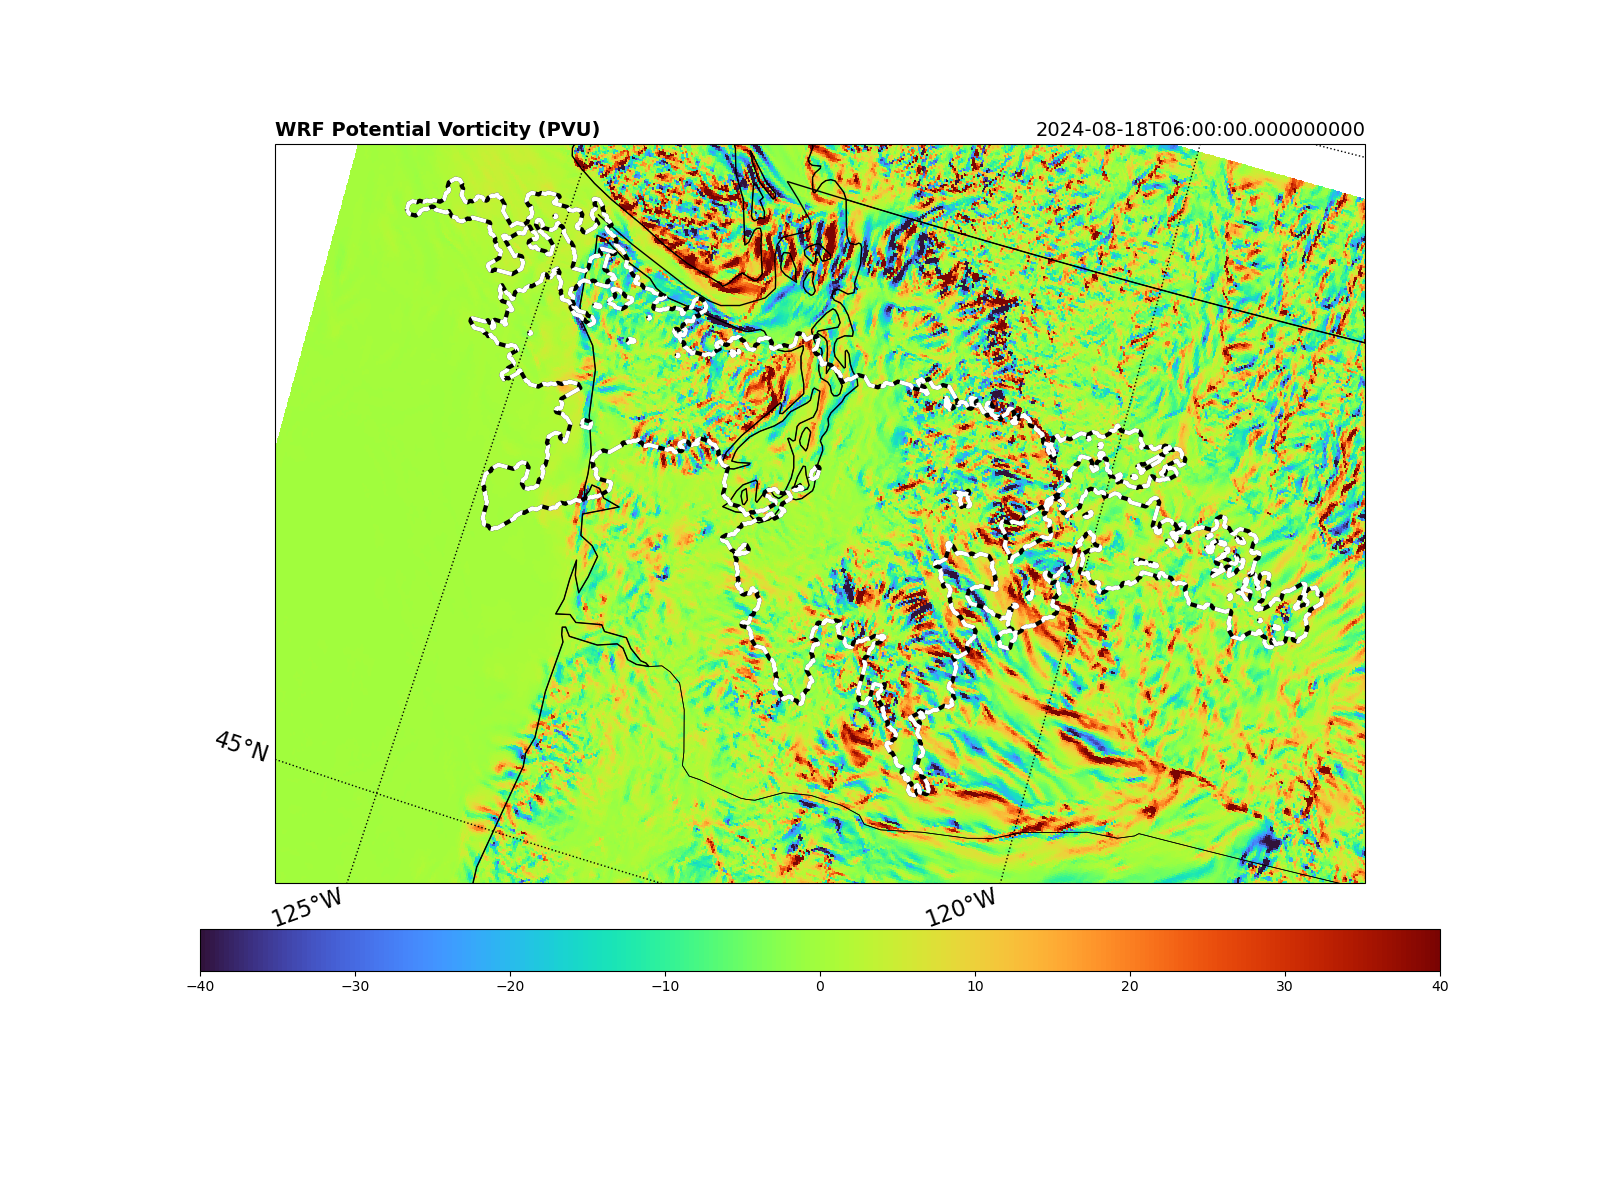 WRF Potential Vorticity (PVU)
2024-08-18T06:00:00.000000000
45°N
125°W
120°W
−40 −30 −20 −10 0 10 20 30 40